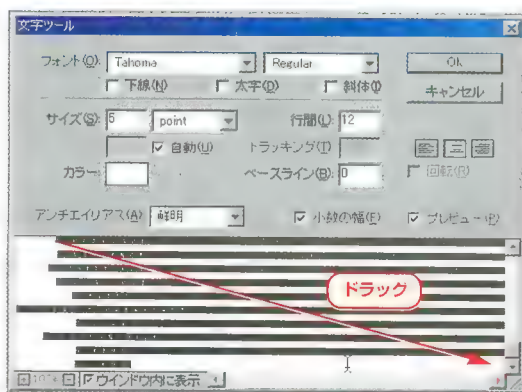 文字ツール
フォント(O): Tahoma Regular OK
下線(N) 太字(D) 斜体(I)
キャンセル
サイズ(S): 5 point 行間(L): 12
自動(U) トラッキング(T)
カラー: ベースライン(B): 0 回転(R)
アンチエイリアス(A) 鮮明 小数の幅(F) プレビュー(P)
ドラッグ
ウインドウ内に表示